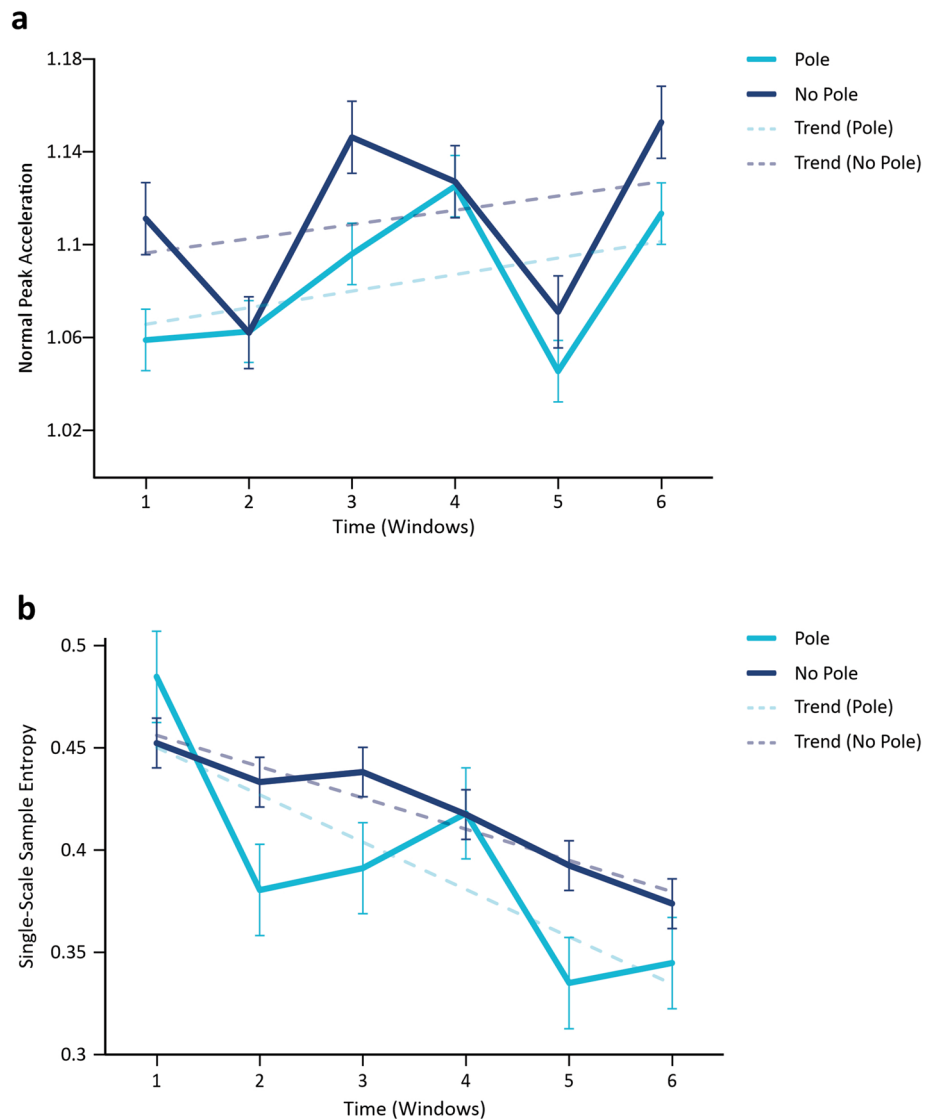 a
1.18
1.14
1.1
1.06
1.02
Normal Peak Acceleration
1 2 3 4 5 6
Time (Windows)
Pole
No Pole
Trend (Pole)
Trend (No Pole)
b
0.5
0.45
0.4
0.35
0.3
Single-Scale Sample Entropy
1 2 3 4 5 6
Time (Windows)
Pole
No Pole
Trend (Pole)
Trend (No Pole)